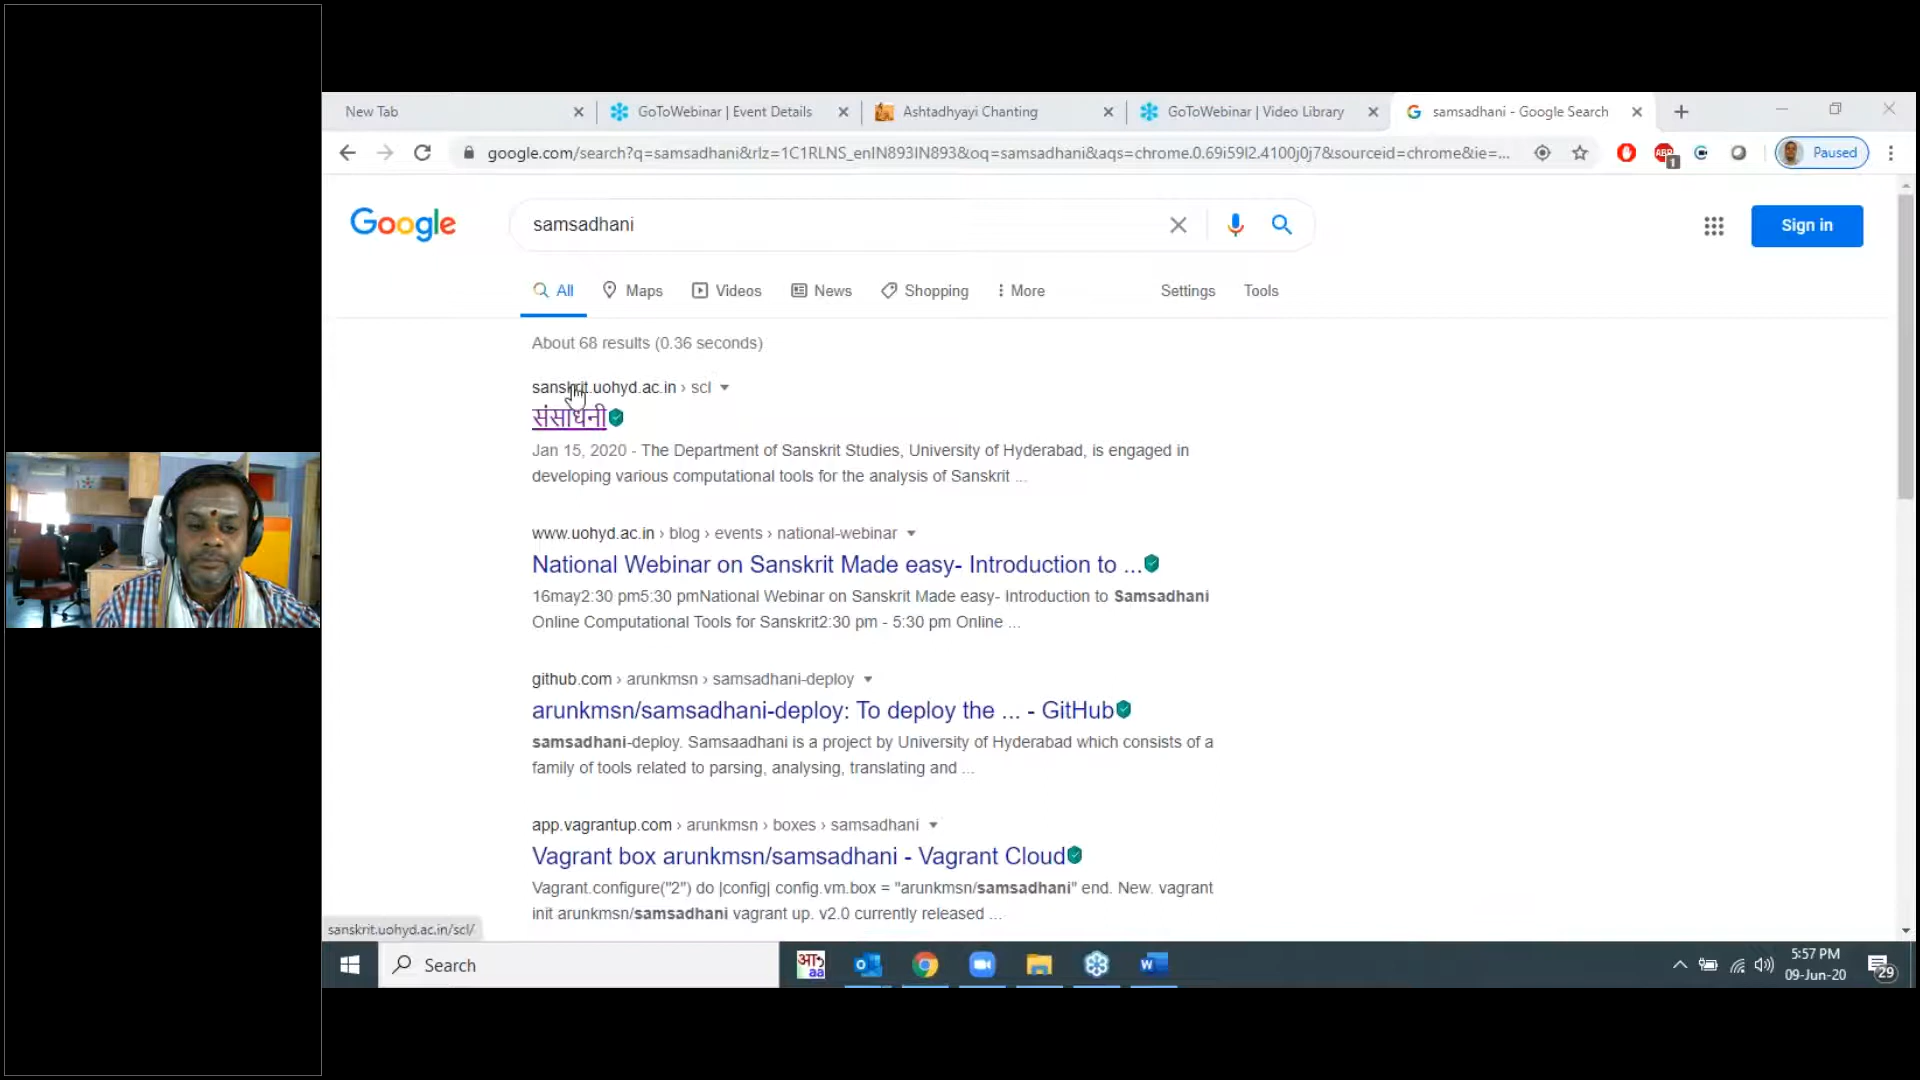 New Tab
GoToWebinar | Event Details
Ashtadhyayi Chanting
GoToWebinar | Video Library
samsadhani - Google Search
google.com/search?q=samsadhani&rlz=1C1RLNS_enIN893IN893&oq=samsadhani&aqs=chrome.0.69i59l2.4100j0j7&sourceid=chrome&ie=...
ABP
1
Paused
Google
samsadhani
Sign in
All
Maps
Videos
News
Shopping
More
Settings
Tools
About 68 results (0.36 seconds)
sanskrit.uohyd.ac.in › scl
संसाधनी
Jan 15, 2020 - The Department of Sanskrit Studies, University of Hyderabad, is engaged in
developing various computational tools for the analysis of Sanskrit ...
www.uohyd.ac.in › blog › events › national-webinar
National Webinar on Sanskrit Made easy- Introduction to ...
16may2:30 pm5:30 pmNational Webinar on Sanskrit Made easy- Introduction to Samsadhani
Online Computational Tools for Sanskrit2:30 pm - 5:30 pm Online ...
github.com › arunkmsn › samsadhani-deploy
arunkmsn/samsadhani-deploy: To deploy the ... - GitHub
samsadhani-deploy. Samsaadhani is a project by University of Hyderabad which consists of a
family of tools related to parsing, analysing, translating and ...
app.vagrantup.com › arunkmsn › boxes › samsadhani
Vagrant box arunkmsn/samsadhani - Vagrant Cloud
Vagrant.configure("2") do |config| config.vm.box = "arunkmsn/samsadhani" end. New. vagrant
init arunkmsn/samsadhani vagrant up. v2.0 currently released ...
sanskrit.uohyd.ac.in/scl/
Search
aa
5:57 PM
09-Jun-20
29